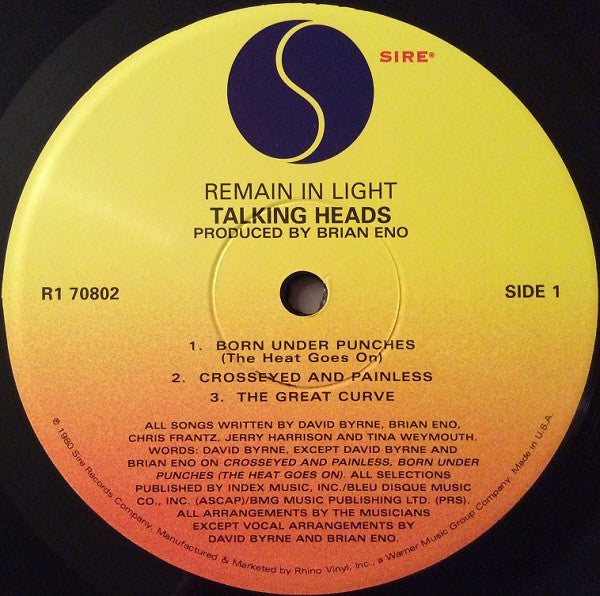 SIRE®
REMAIN IN LIGHT
TALKING HEADS
PRODUCED BY BRIAN ENO
R1 70802
SIDE 1
1. BORN UNDER PUNCHES
(The Heat Goes On)
2. CROSSEYED AND PAINLESS
3. THE GREAT CURVE
ALL SONGS WRITTEN BY DAVID BYRNE, BRIAN ENO,
CHRIS FRANTZ, JERRY HARRISON AND TINA WEYMOUTH.
WORDS: DAVID BYRNE, EXCEPT DAVID BYRNE AND
BRIAN ENO ON CROSSEYED AND PAINLESS, BORN UNDER
PUNCHES (THE HEAT GOES ON). ALL SELECTIONS
PUBLISHED BY INDEX MUSIC, INC./BLEU DISQUE MUSIC
CO., INC. (ASCAP)/BMG MUSIC PUBLISHING LTD. (PRS).
ALL ARRANGEMENTS BY THE MUSICIANS
EXCEPT VOCAL ARRANGEMENTS BY
DAVID BYRNE AND BRIAN ENO.
℗ 1980 Sire Records Company. Manufactured & Marketed by Rhino Vinyl, Inc., a Warner Music Group Company. Made in U.S.A.